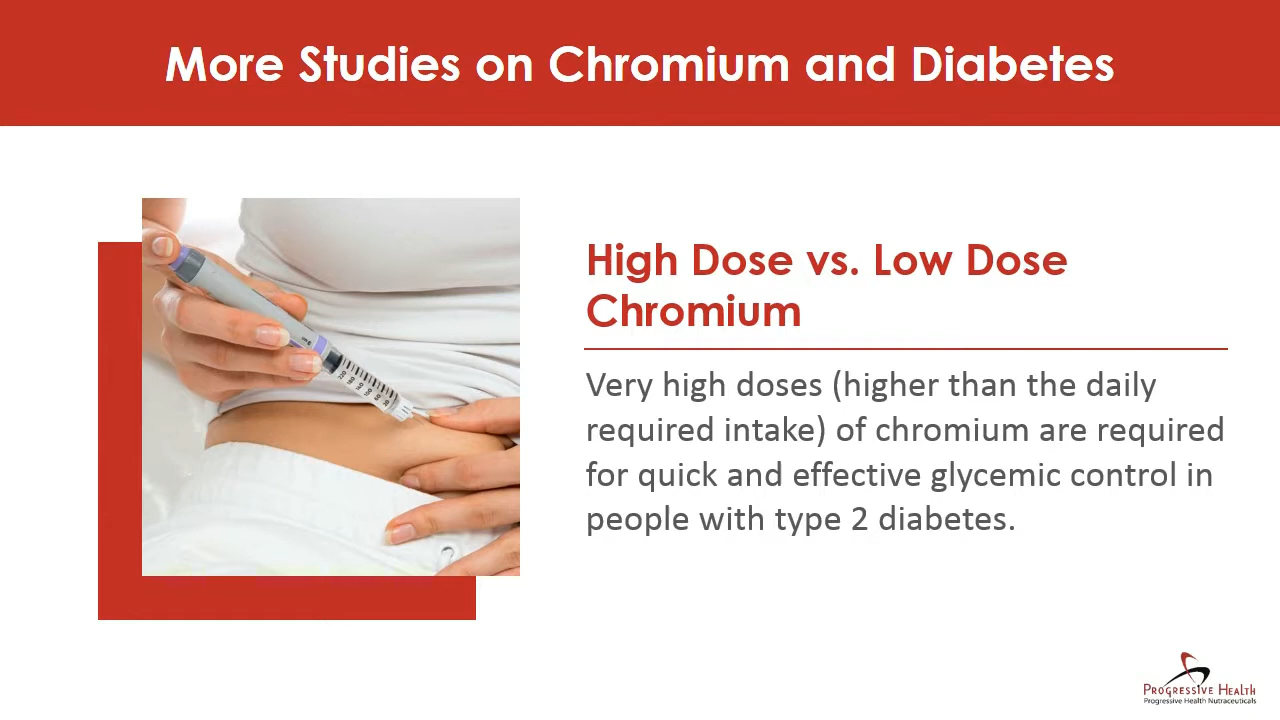 More Studies on Chromium and Diabetes
High Dose vs. Low Dose
Chromium
Very high doses (higher than the daily
required intake) of chromium are required
for quick and effective glycemic control in
people with type 2 diabetes.
PROGRESSIVE HEALTH
Progressive Health Nutraceuticals